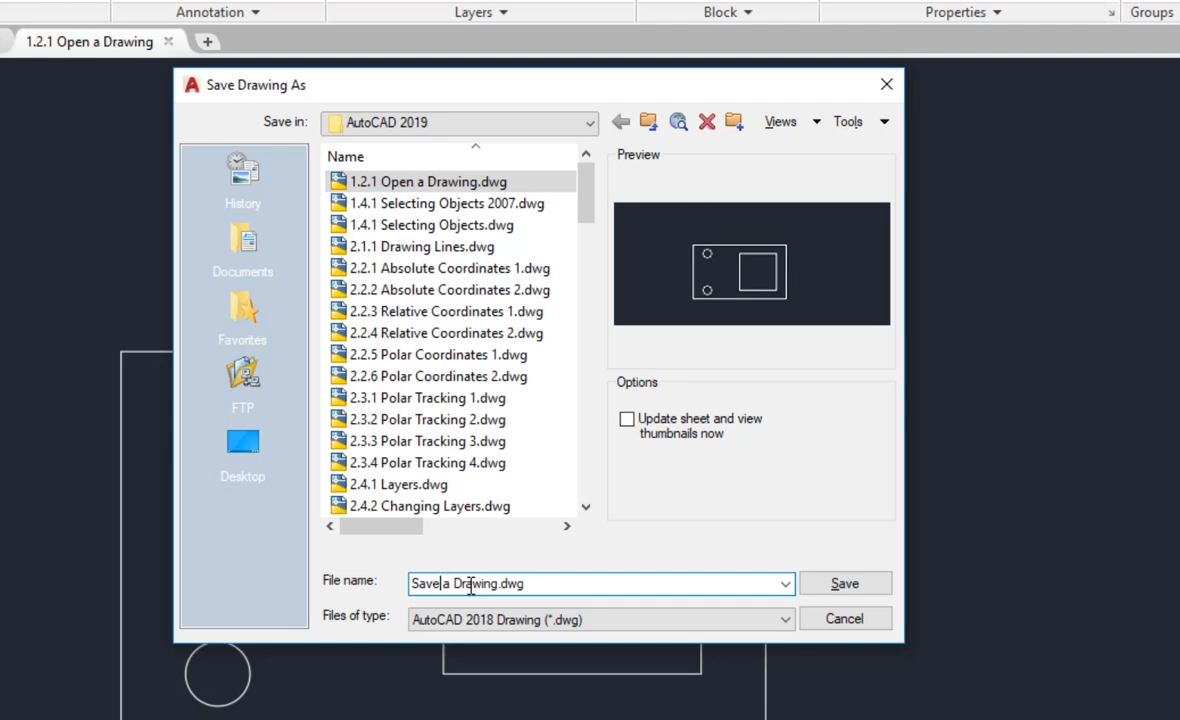 Annotation
Layers
Block
Properties
Groups
1.2.1 Open a Drawing
Save Drawing As
Save in:
AutoCAD 2019
Views
Tools
Name
1.2.1 Open a Drawing.dwg
1.4.1 Selecting Objects 2007.dwg
1.4.1 Selecting Objects.dwg
2.1.1 Drawing Lines.dwg
2.2.1 Absolute Coordinates 1.dwg
2.2.2 Absolute Coordinates 2.dwg
2.2.3 Relative Coordinates 1.dwg
2.2.4 Relative Coordinates 2.dwg
2.2.5 Polar Coordinates 1.dwg
2.2.6 Polar Coordinates 2.dwg
2.3.1 Polar Tracking 1.dwg
2.3.2 Polar Tracking 2.dwg
2.3.3 Polar Tracking 3.dwg
2.3.4 Polar Tracking 4.dwg
2.4.1 Layers.dwg
2.4.2 Changing Layers.dwg
History
Documents
Favorites
FTP
Desktop
Preview
Options
Update sheet and view
thumbnails now
File name:
Save a Drawing.dwg
Save
Files of type:
AutoCAD 2018 Drawing (*.dwg)
Cancel